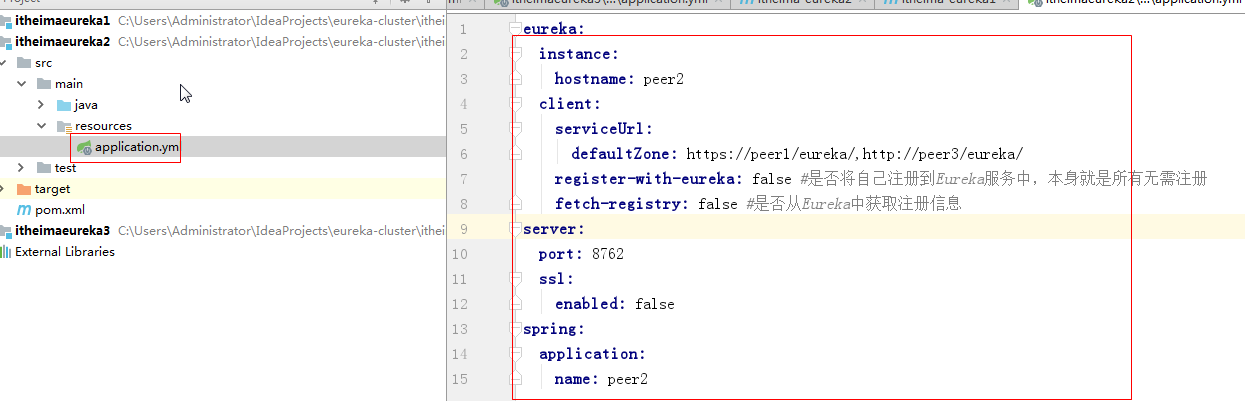 Project
ml
itheimaeureka3\...\application.yml
itheima-eureka2
itheima-eureka1
itheimaeureka2\...\application.yml
itheimaeureka1 C:\Users\Administrator\IdeaProjects\eureka-cluster\ithei
itheimaeureka2 C:\Users\Administrator\IdeaProjects\eureka-cluster\ithei
src
main
java
resources
application.ym
test
target
pom.xml
itheimaeureka3 C:\Users\Administrator\IdeaProjects\eureka-cluster\ithei
External Libraries
1 eureka:
2 instance:
3 hostname: peer2
4 client:
5 serviceUrl:
6 defaultZone: https://peer1/eureka/,http://peer3/eureka/
7 register-with-eureka: false #是否将自己注册到Eureka服务中，本身就是所有无需注册
8 fetch-registry: false #是否从Eureka中获取注册信息
9 server:
10 port: 8762
11 ssl:
12 enabled: false
13 spring:
14 application:
15 name: peer2